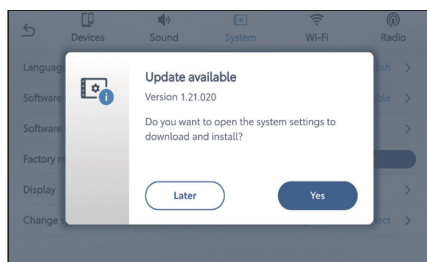 Devices
Sound
System
Wi-Fi
Radio
Update available
Version 1.21.020
Do you want to open the system settings to
download and install?
Later
Yes
Software
Software
Factory
Display
Change